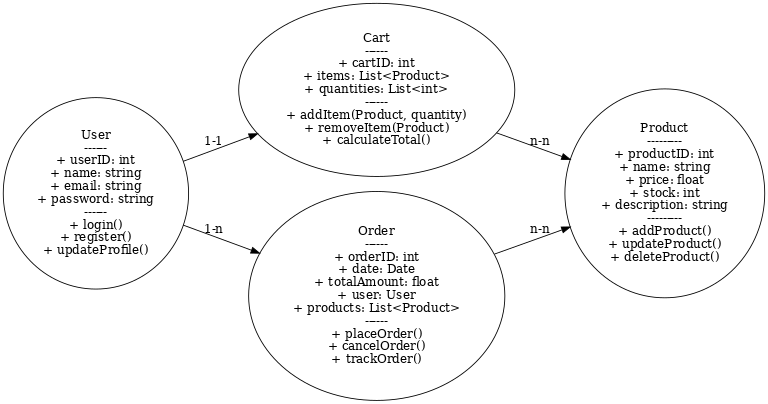 User
------
+ userID: int
+ name: string
+ email: string
+ password: string
------
+ login()
+ register()
+ updateProfile()
1-1
1-n
Cart
------
+ cartID: int
+ items: List<Product>
+ quantities: List<int>
------
+ addItem(Product, quantity)
+ removeItem(Product)
+ calculateTotal()
Order
------
+ orderID: int
+ date: Date
+ totalAmount: float
+ user: User
+ products: List<Product>
------
+ placeOrder()
+ cancelOrder()
+ trackOrder()
n-n
n-n
Product
---------
+ productID: int
+ name: string
+ price: float
+ stock: int
+ description: string
---------
+ addProduct()
+ updateProduct()
+ deleteProduct()